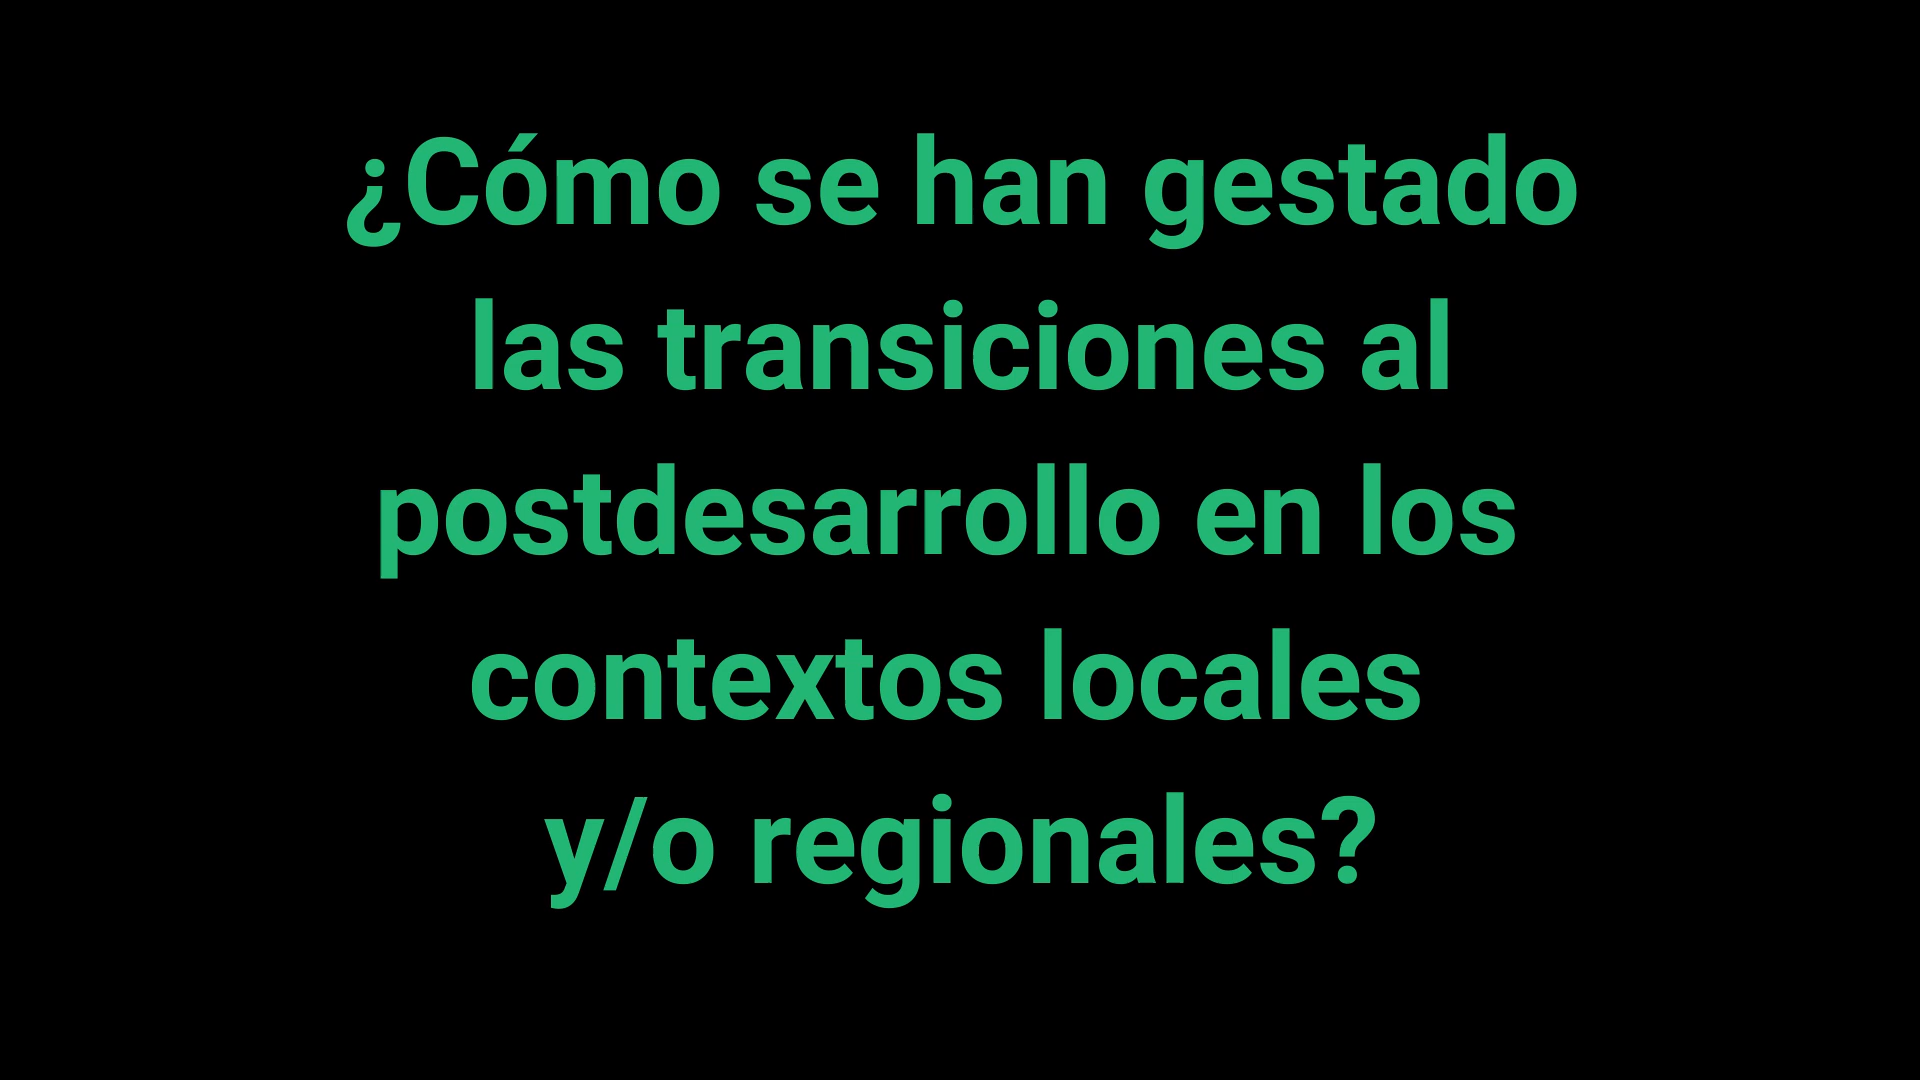 ¿Cómo se han gestado
las transiciones al
postdesarrollo en los
contextos locales
y/o regionales?